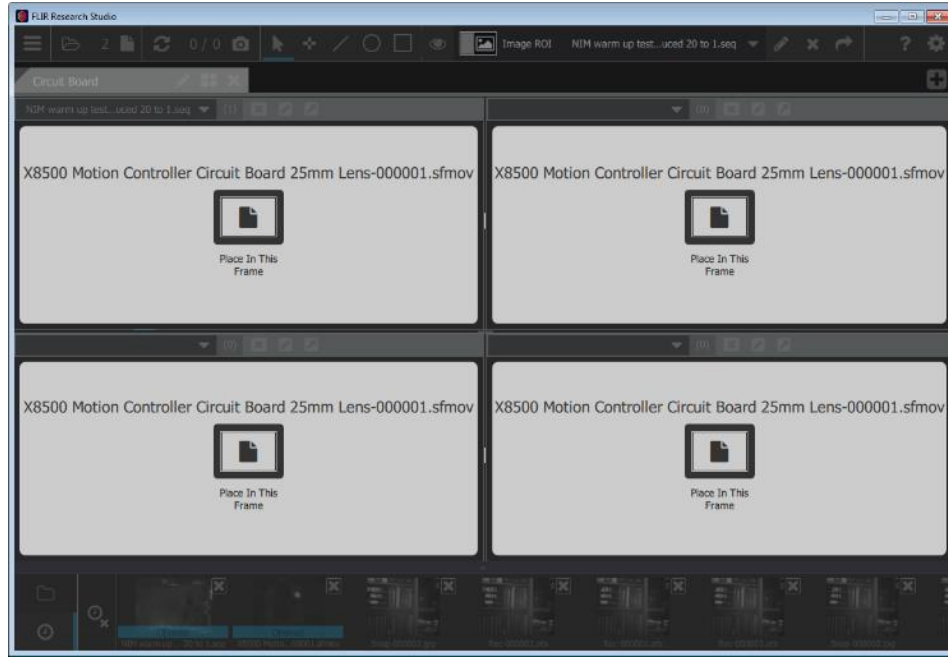 FLIR Research Studio
2 0 / 0 Image ROI NIM warm up test...uced 20 to 1.seq ?
Circuit Board
NIM warm up test...uced 20 to 1.seq (1) (0)
X8500 Motion Controller Circuit Board 25mm Lens-000001.sfmov
Place In This
Frame
X8500 Motion Controller Circuit Board 25mm Lens-000001.sfmov
Place In This
Frame
(0) (0)
X8500 Motion Controller Circuit Board 25mm Lens-000001.sfmov
Place In This
Frame
X8500 Motion Controller Circuit Board 25mm Lens-000001.sfmov
Place In This
Frame